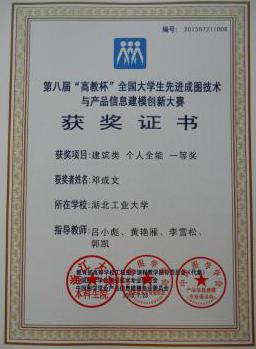 编号: 201507211008
第八届“高教杯”全国大学生先进成图技术
与产品信息建模创新大赛
获奖证书
获奖项目: 建筑类 个人全能 一等奖
获奖者姓名: 邓成文
所在学校: 湖北工业大学
指导教师: 吕小彪、黄艳雁、李雪松、
郭凯